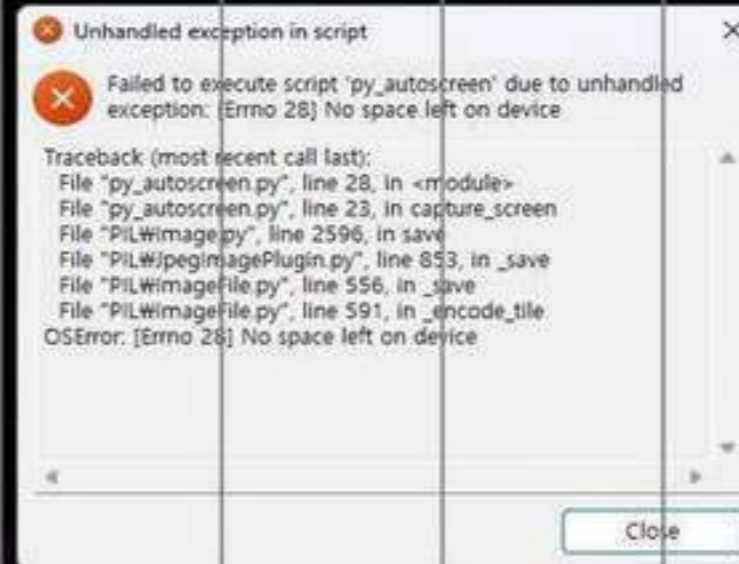 Unhandled exception in script
Failed to execute script 'py_autoscreen' due to unhandled
exception: [Errno 28] No space left on device
Traceback (most recent call last):
File "py_autoscreen.py", line 28, in <module>
File "py_autoscreen.py", line 23, in capture_screen
File "PIL₩Image.py", line 2596, in save
File "PIL₩JpegImagePlugin.py", line 853, in _save
File "PIL₩ImageFile.py", line 556, in _save
File "PIL₩ImageFile.py", line 591, in _encode_tile
OSError: [Errno 28] No space left on device
Close